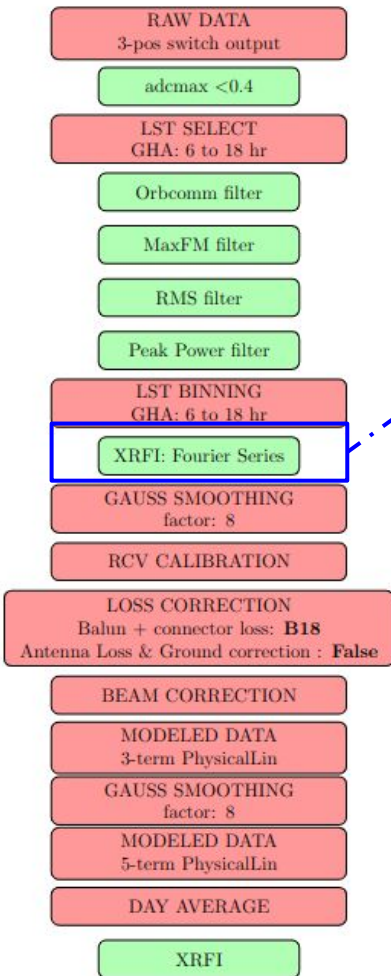 RAW DATA
3-pos switch output
adcmax <0.4
LST SELECT
GHA: 6 to 18 hr
Orbcomm filter
MaxFM filter
RMS filter
Peak Power filter
LST BINNING
GHA: 6 to 18 hr
XRFI: Fourier Series
GAUSS SMOOTHING
factor: 8
RCV CALIBRATION
LOSS CORRECTION
Balun + connector loss: B18
Antenna Loss & Ground correction : False
BEAM CORRECTION
MODELED DATA
3-term PhysicalLin
GAUSS SMOOTHING
factor: 8
MODELED DATA
5-term PhysicalLin
DAY AVERAGE
XRFI